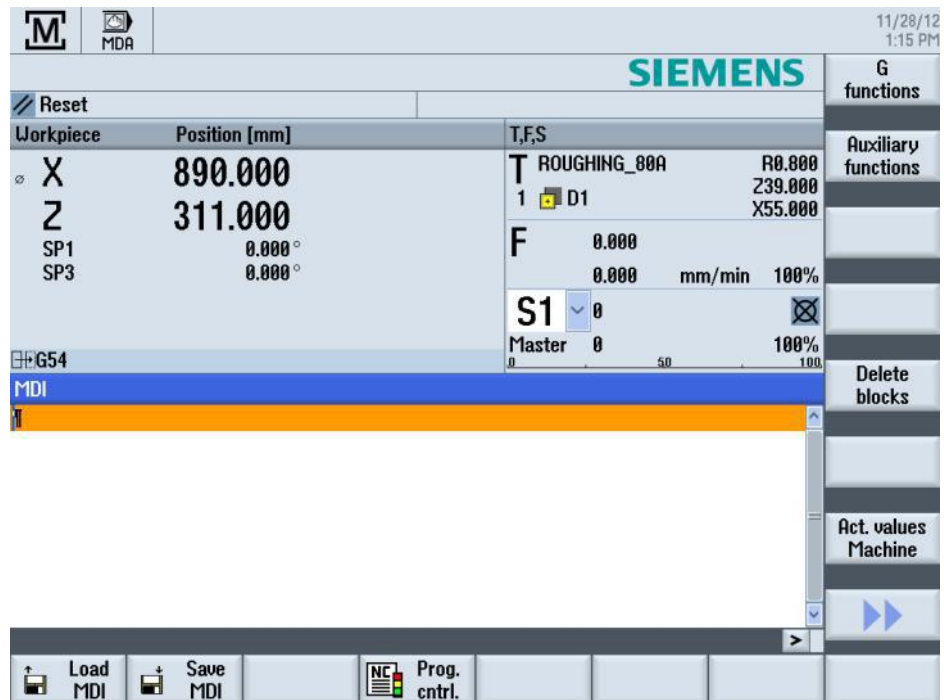 M
MDA
11/28/12
1:15 PM
SIEMENS
G
functions
Reset
Workpiece Position [mm]
T,F,S
Auxiliary
functions
⌀ X 890.000
T ROUGHING_80A R0.800
Z39.000
1 D1
X55.000
Z 311.000
SP1 0.000°
SP3 0.000°
F 0.000
0.000 mm/min 100%
S1 0
Master 0 100%
0 50 100
G54
Delete
blocks
MDI
¶
Act. values
Machine
>
Load
MDI
Save
MDI
NC
Prog.
cntrl.